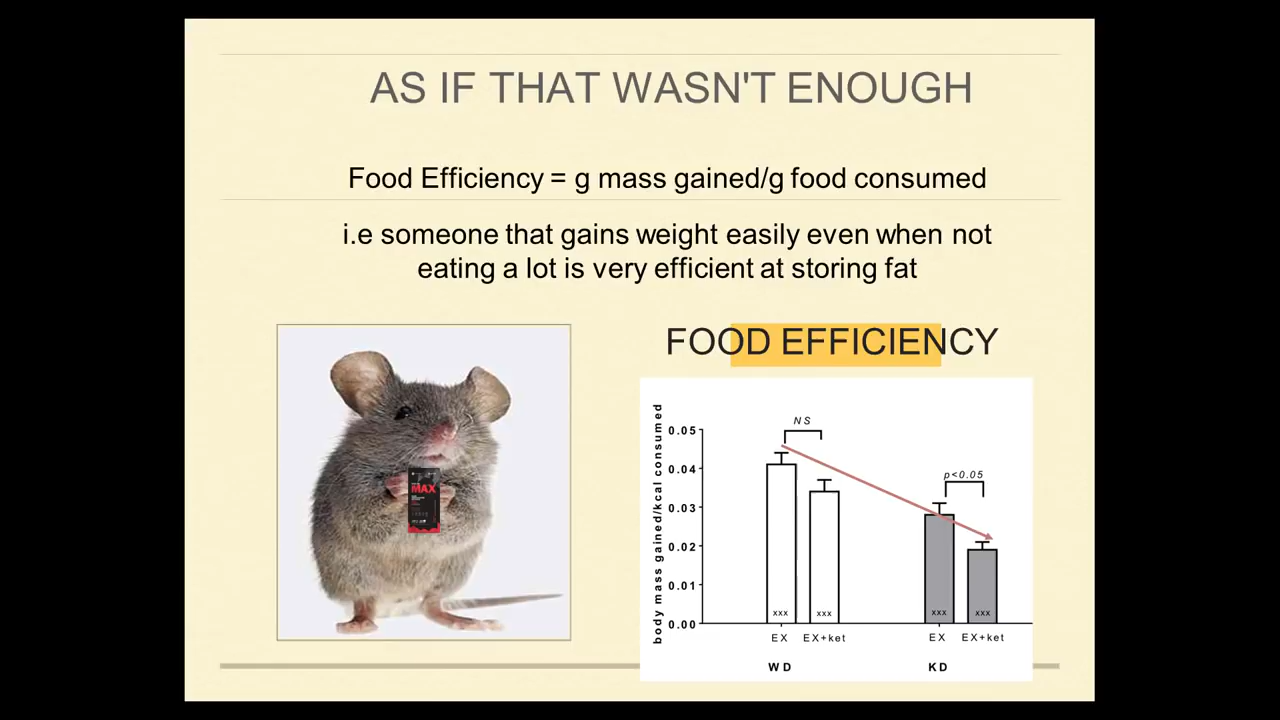 AS IF THAT WASN'T ENOUGH
Food Efficiency = g mass gained/g food consumed
i.e someone that gains weight easily even when not
eating a lot is very efficient at storing fat
FOOD EFFICIENCY
MAX
body mass gained/kcal consumed
0.05
0.04
0.03
0.02
0.01
0.00
NS
p<0.05
xxx xxx xxx xxx
EX EX+ket EX EX+ket
WD KD